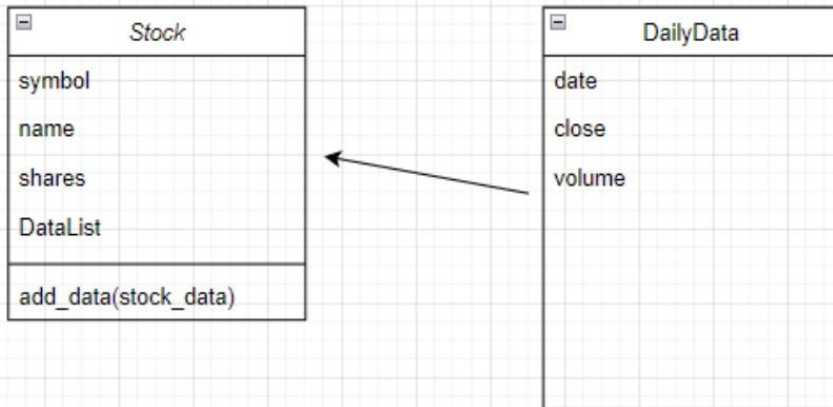 Stock
symbol
name
shares
DataList
add_data(stock_data)
DailyData
date
close
volume